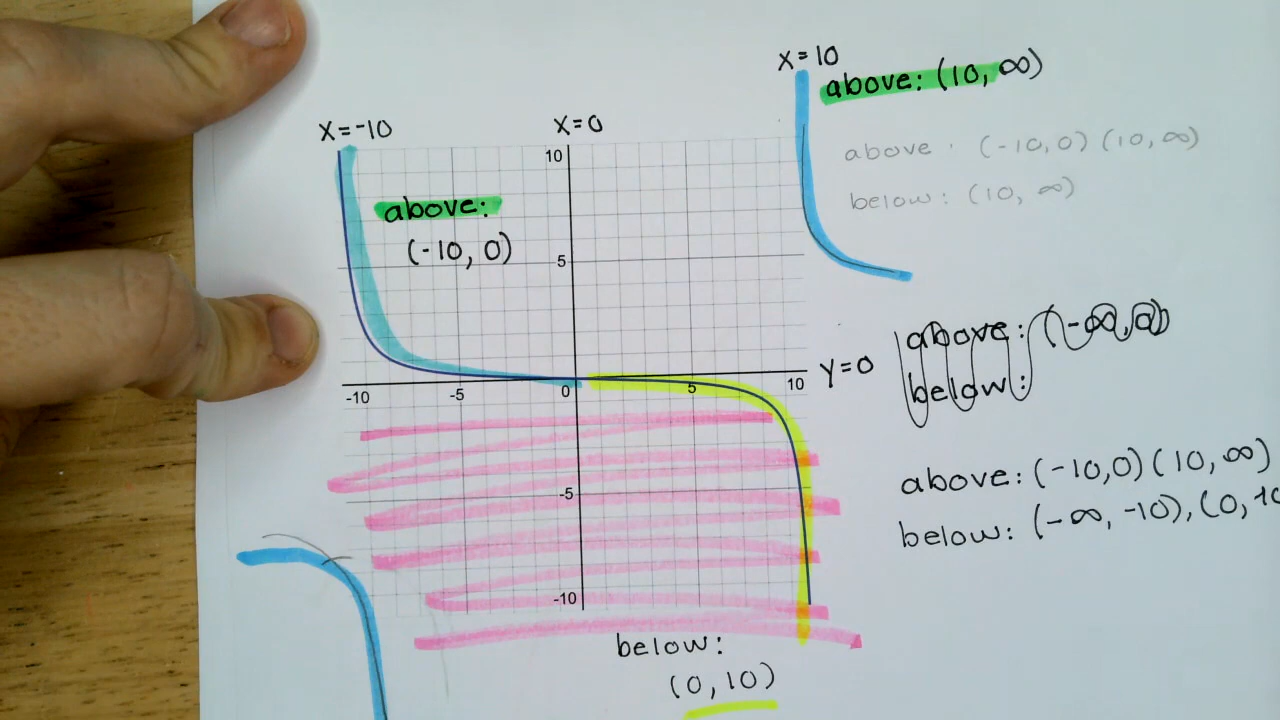 X=10
above: (10, ∞)
X=-10
X=0
10
above: (-10, 0) (10, ∞)
below: (10, ∞)
above:
(-10, 0)
5
above: (-∞, 0)
below:
Y=0
-10
-5
0
5
10
above: (-10,0) (10, ∞)
-5
below: (-∞, -10), (0, 10
-10
below:
(0, 10)